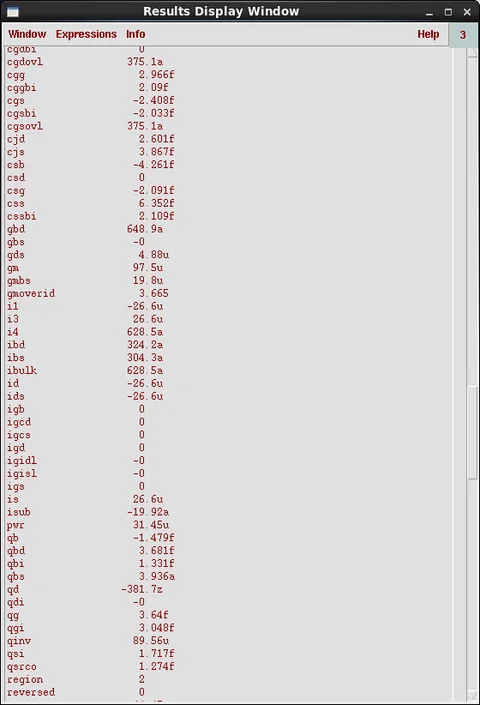 Results Display Window
Window Expressions Info Help 3
cgdbi 0
cgdovl 375.1a
cgg 2.966f
cggbi 2.09f
cgs -2.408f
cgsbi -2.033f
cgsovl 375.1a
cjd 2.601f
cjs 3.867f
csb -4.261f
csd 0
csg -2.091f
css 6.352f
cssbi 2.109f
gbd 648.9a
gbs -0
gds 4.88u
gm 97.5u
gmbs 19.8u
gmoverid 3.665
i1 -26.6u
i3 26.6u
i4 628.5a
ibd 324.2a
ibs 304.3a
ibulk 628.5a
id -26.6u
ids -26.6u
igb 0
igcd 0
igcs 0
igd 0
igidl -0
igisl -0
igs 0
is 26.6u
isub -19.92a
pwr 31.45u
qb -1.479f
qbd 3.681f
qbi 1.331f
qbs 3.936a
qd -381.7z
qdi -0
qg 3.64f
qgi 3.048f
qinv 89.56u
qsi 1.717f
qsrco 1.274f
region 2
reversed 0